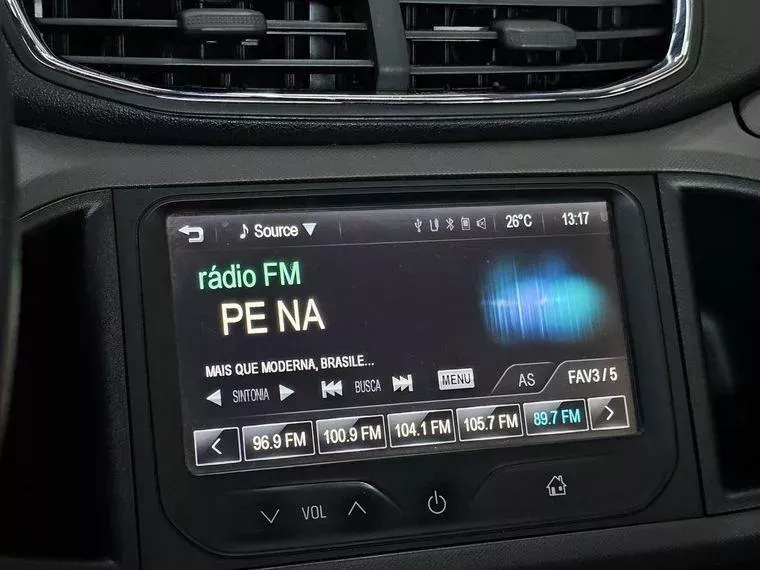 Source 26°C 13:17
rádio FM
PE NA
MAIS QUE MODERNA, BRASILE...
SINTONIA BUSCA MENU AS FAV3 / 5
96.9 FM 100.9 FM 104.1 FM 105.7 FM 89.7 FM
VOL